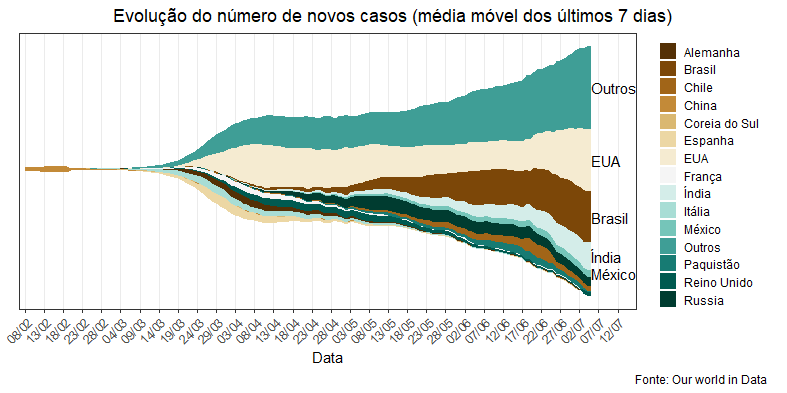 Evolução do número de novos casos (média móvel dos últimos 7 dias)
Outros
EUA
Brasil
Índia
México
Alemanha
Brasil
Chile
China
Coreia do Sul
Espanha
EUA
França
Índia
Itália
México
Outros
Paquistão
Reino Unido
Russia
08/02 13/02 18/02 23/02 28/02 04/03 09/03 14/03 19/03 24/03 29/03 03/04 08/04 13/04 18/04 23/04 28/04 03/05 08/05 13/05 18/05 23/05 28/05 02/06 07/06 12/06 17/06 22/06 27/06 02/07 07/07 12/07
Data
Fonte: Our world in Data